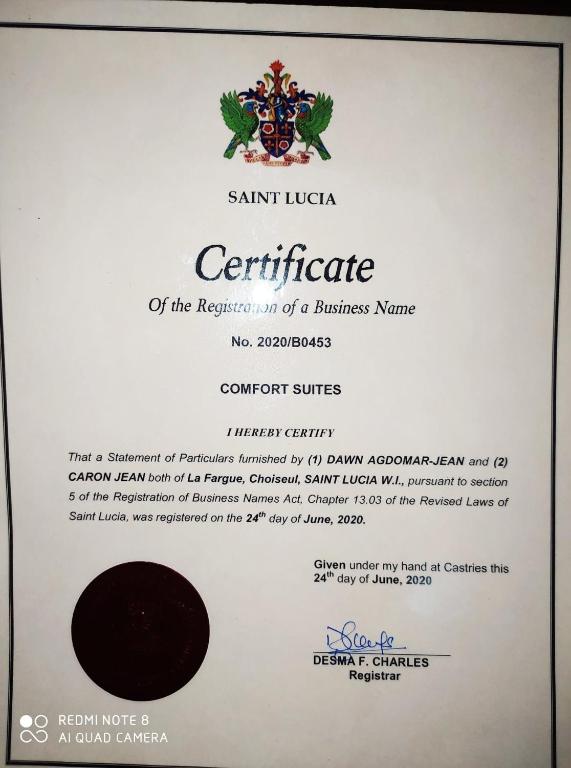 SAINT LUCIA
Certificate
Of the Registration of a Business Name
No. 2020/B0453
COMFORT SUITES
I HEREBY CERTIFY
That a Statement of Particulars furnished by (1) DAWN AGDOMAR-JEAN and (2)
CARON JEAN both of La Fargue, Choiseul, SAINT LUCIA W.I., pursuant to section
5 of the Registration of Business Names Act, Chapter 13.03 of the Revised Laws of
Saint Lucia, was registered on the 24th day of June, 2020.
Given under my hand at Castries this
24th day of June, 2020
DESMA F. CHARLES
Registrar
REDMI NOTE 8
AI QUAD CAMERA